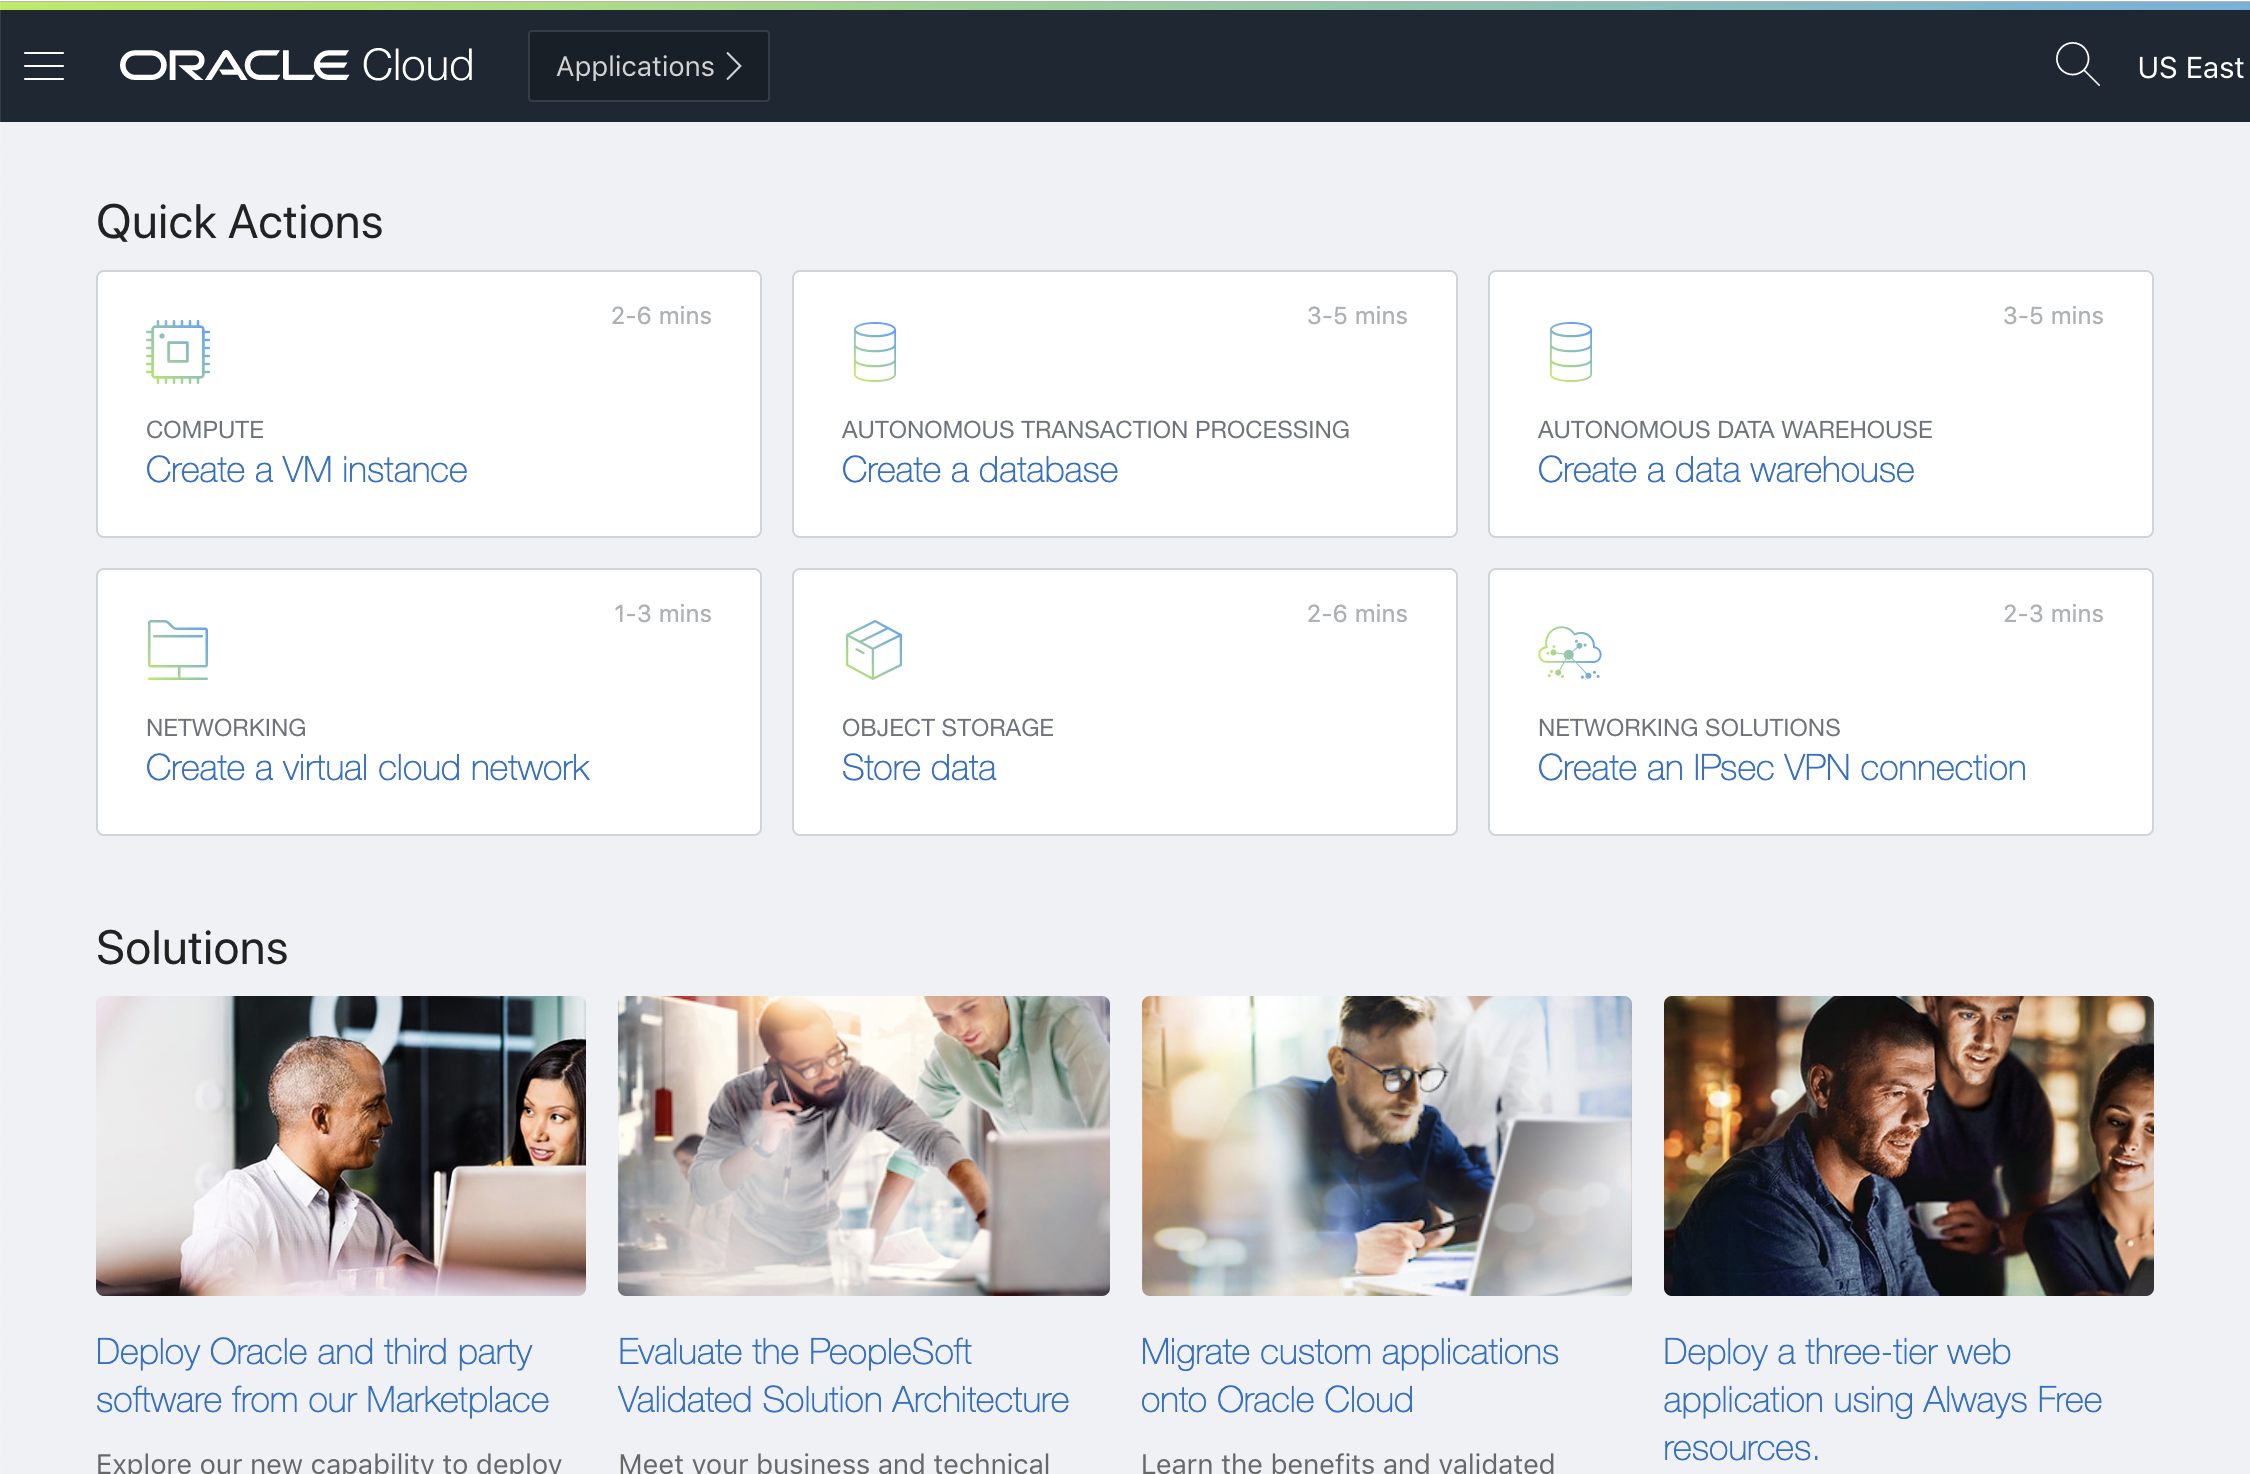 ORACLE Cloud
Applications
US East
Quick Actions
2-6 mins
COMPUTE
Create a VM instance
3-5 mins
AUTONOMOUS TRANSACTION PROCESSING
Create a database
3-5 mins
AUTONOMOUS DATA WAREHOUSE
Create a data warehouse
1-3 mins
NETWORKING
Create a virtual cloud network
2-6 mins
OBJECT STORAGE
Store data
2-3 mins
NETWORKING SOLUTIONS
Create an IPsec VPN connection
Solutions
Deploy Oracle and third party
software from our Marketplace
Explore our new capability to deploy
Evaluate the PeopleSoft
Validated Solution Architecture
Meet your business and technical
Migrate custom applications
onto Oracle Cloud
Learn the benefits and validated
Deploy a three-tier web
application using Always Free
resources.